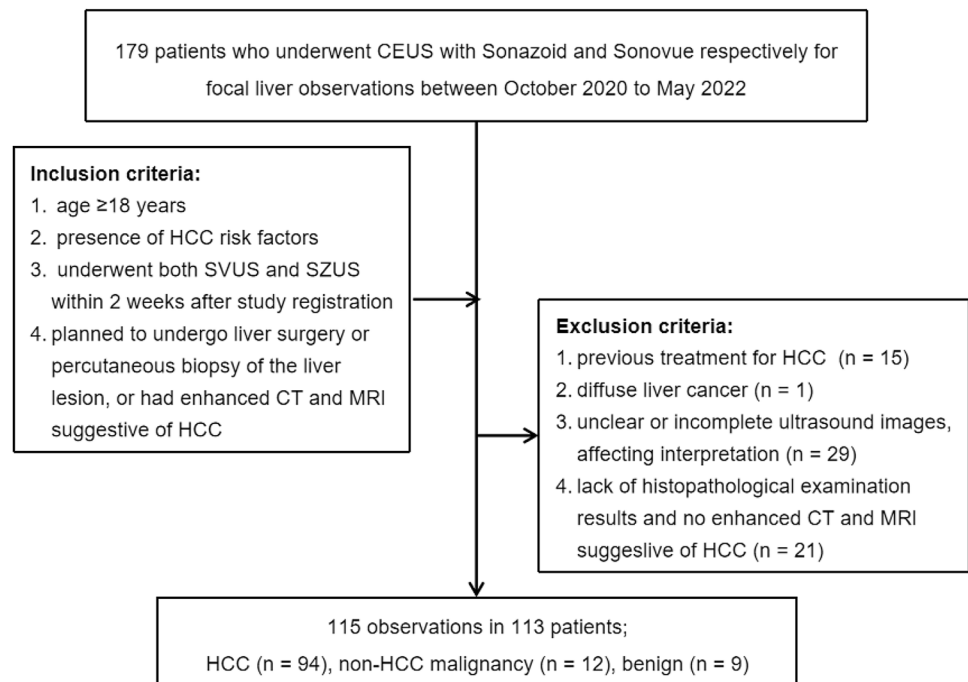 179 patients who underwent CEUS with Sonazoid and Sonovue respectively for
focal liver observations between October 2020 to May 2022
Inclusion criteria:
1. age ≥18 years
2. presence of HCC risk factors
3. underwent both SVUS and SZUS
within 2 weeks after study registration
4. planned to undergo liver surgery or
percutaneous biopsy of the liver
lesion, or had enhanced CT and MRI
suggestive of HCC
Exclusion criteria:
1. previous treatment for HCC (n = 15)
2. diffuse liver cancer (n = 1)
3. unclear or incomplete ultrasound images,
affecting interpretation (n = 29)
4. lack of histopathological examination
results and no enhanced CT and MRI
suggeslive of HCC (n = 21)
115 observations in 113 patients;
HCC (n = 94), non-HCC malignancy (n = 12), benign (n = 9)